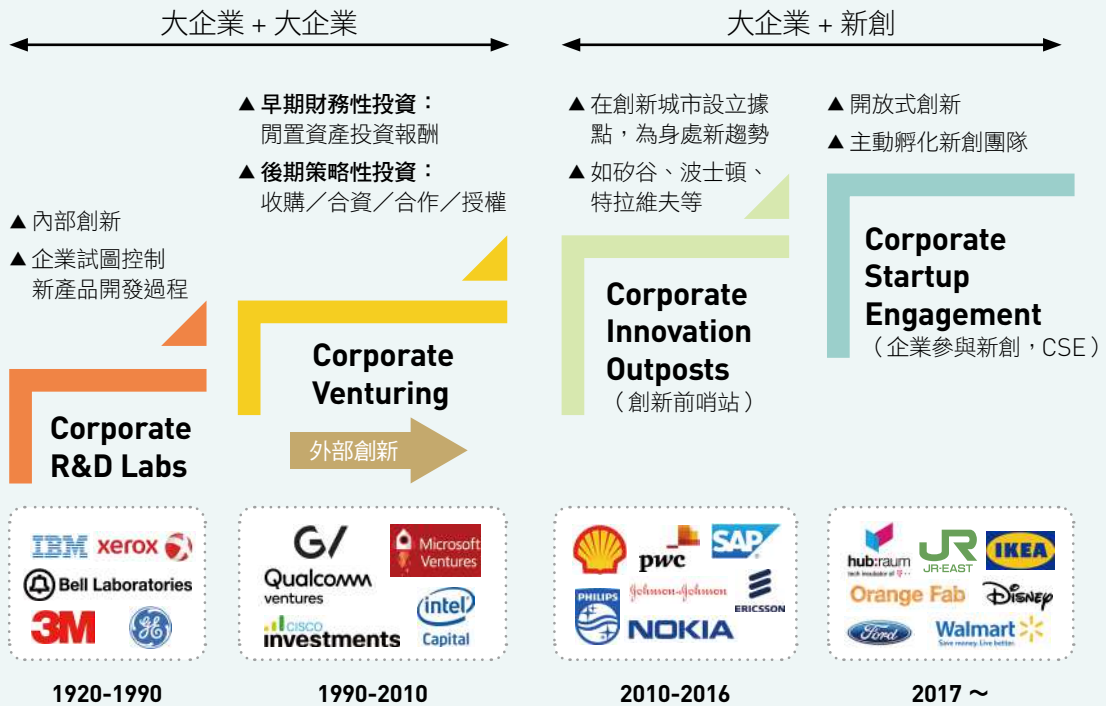 大企業 + 大企業
大企業 + 新創
▲ 內部創新
▲ 企業試圖控制
新產品開發過程
Corporate
R&D Labs
▲ 早期財務性投資：
閒置資產投資報酬
▲ 後期策略性投資：
收購／合資／合作／授權
Corporate
Venturing
外部創新
▲ 在創新城市設立據
點，為身處新趨勢
▲ 如矽谷、波士頓、
特拉維夫等
Corporate
Innovation
Outposts
（創新前哨站）
▲ 開放式創新
▲ 主動孵化新創團隊
Corporate
Startup
Engagement
（企業參與新創，CSE）
IBM xerox
Bell Laboratories
3M GE
G/ Microsoft
Ventures
Qualcomm
ventures
intel
Capital
CISCO
investments
pwc SAP
PHILIPS Johnson-Johnson
ERICSSON
NOKIA
hub:raum
tech incubator of T
JR
JR-EAST
IKEA
Orange Fab Disney
Ford Walmart
Save money. Live better.
1920-1990
1990-2010
2010-2016
2017 ～